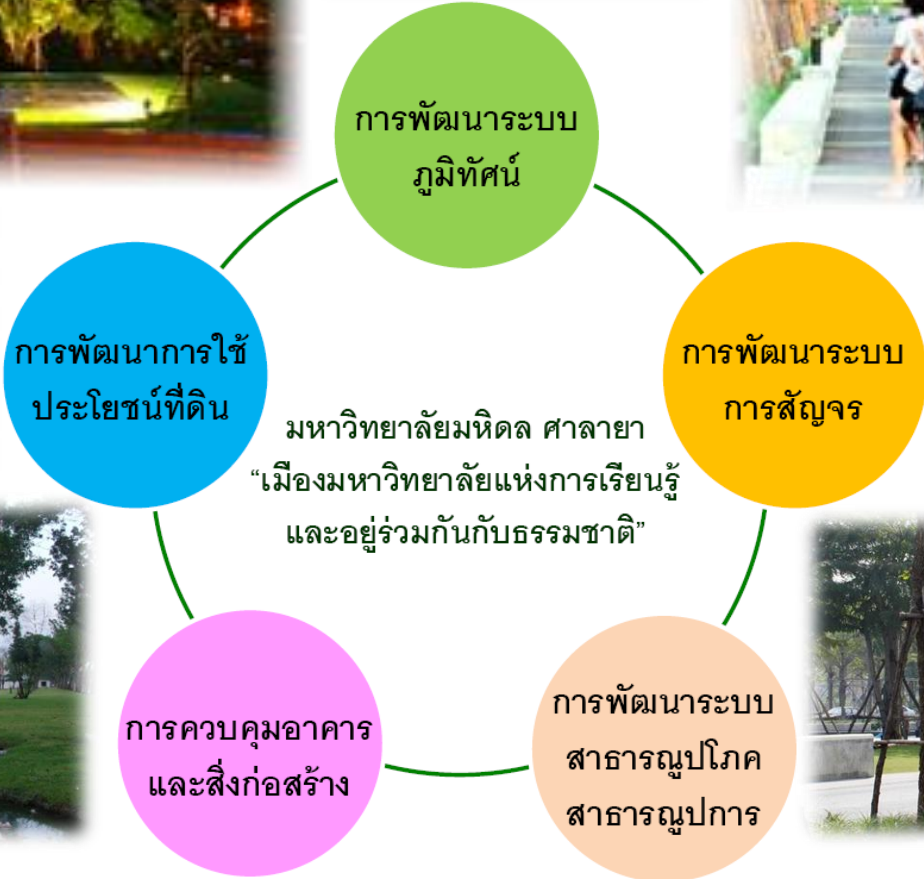 การพัฒนาระบบ
ภูมิทัศน์
การพัฒนาการใช้
ประโยชน์ที่ดิน
การพัฒนาระบบ
การสัญจร
มหาวิทยาลัยมหิดล ศาลายา
“เมืองมหาวิทยาลัยแห่งการเรียนรู้
และอยู่ร่วมกันกับธรรมชาติ”
การควบคุมอาคาร
และสิ่งก่อสร้าง
การพัฒนาระบบ
สาธารณูปโภค
สาธารณูปการ